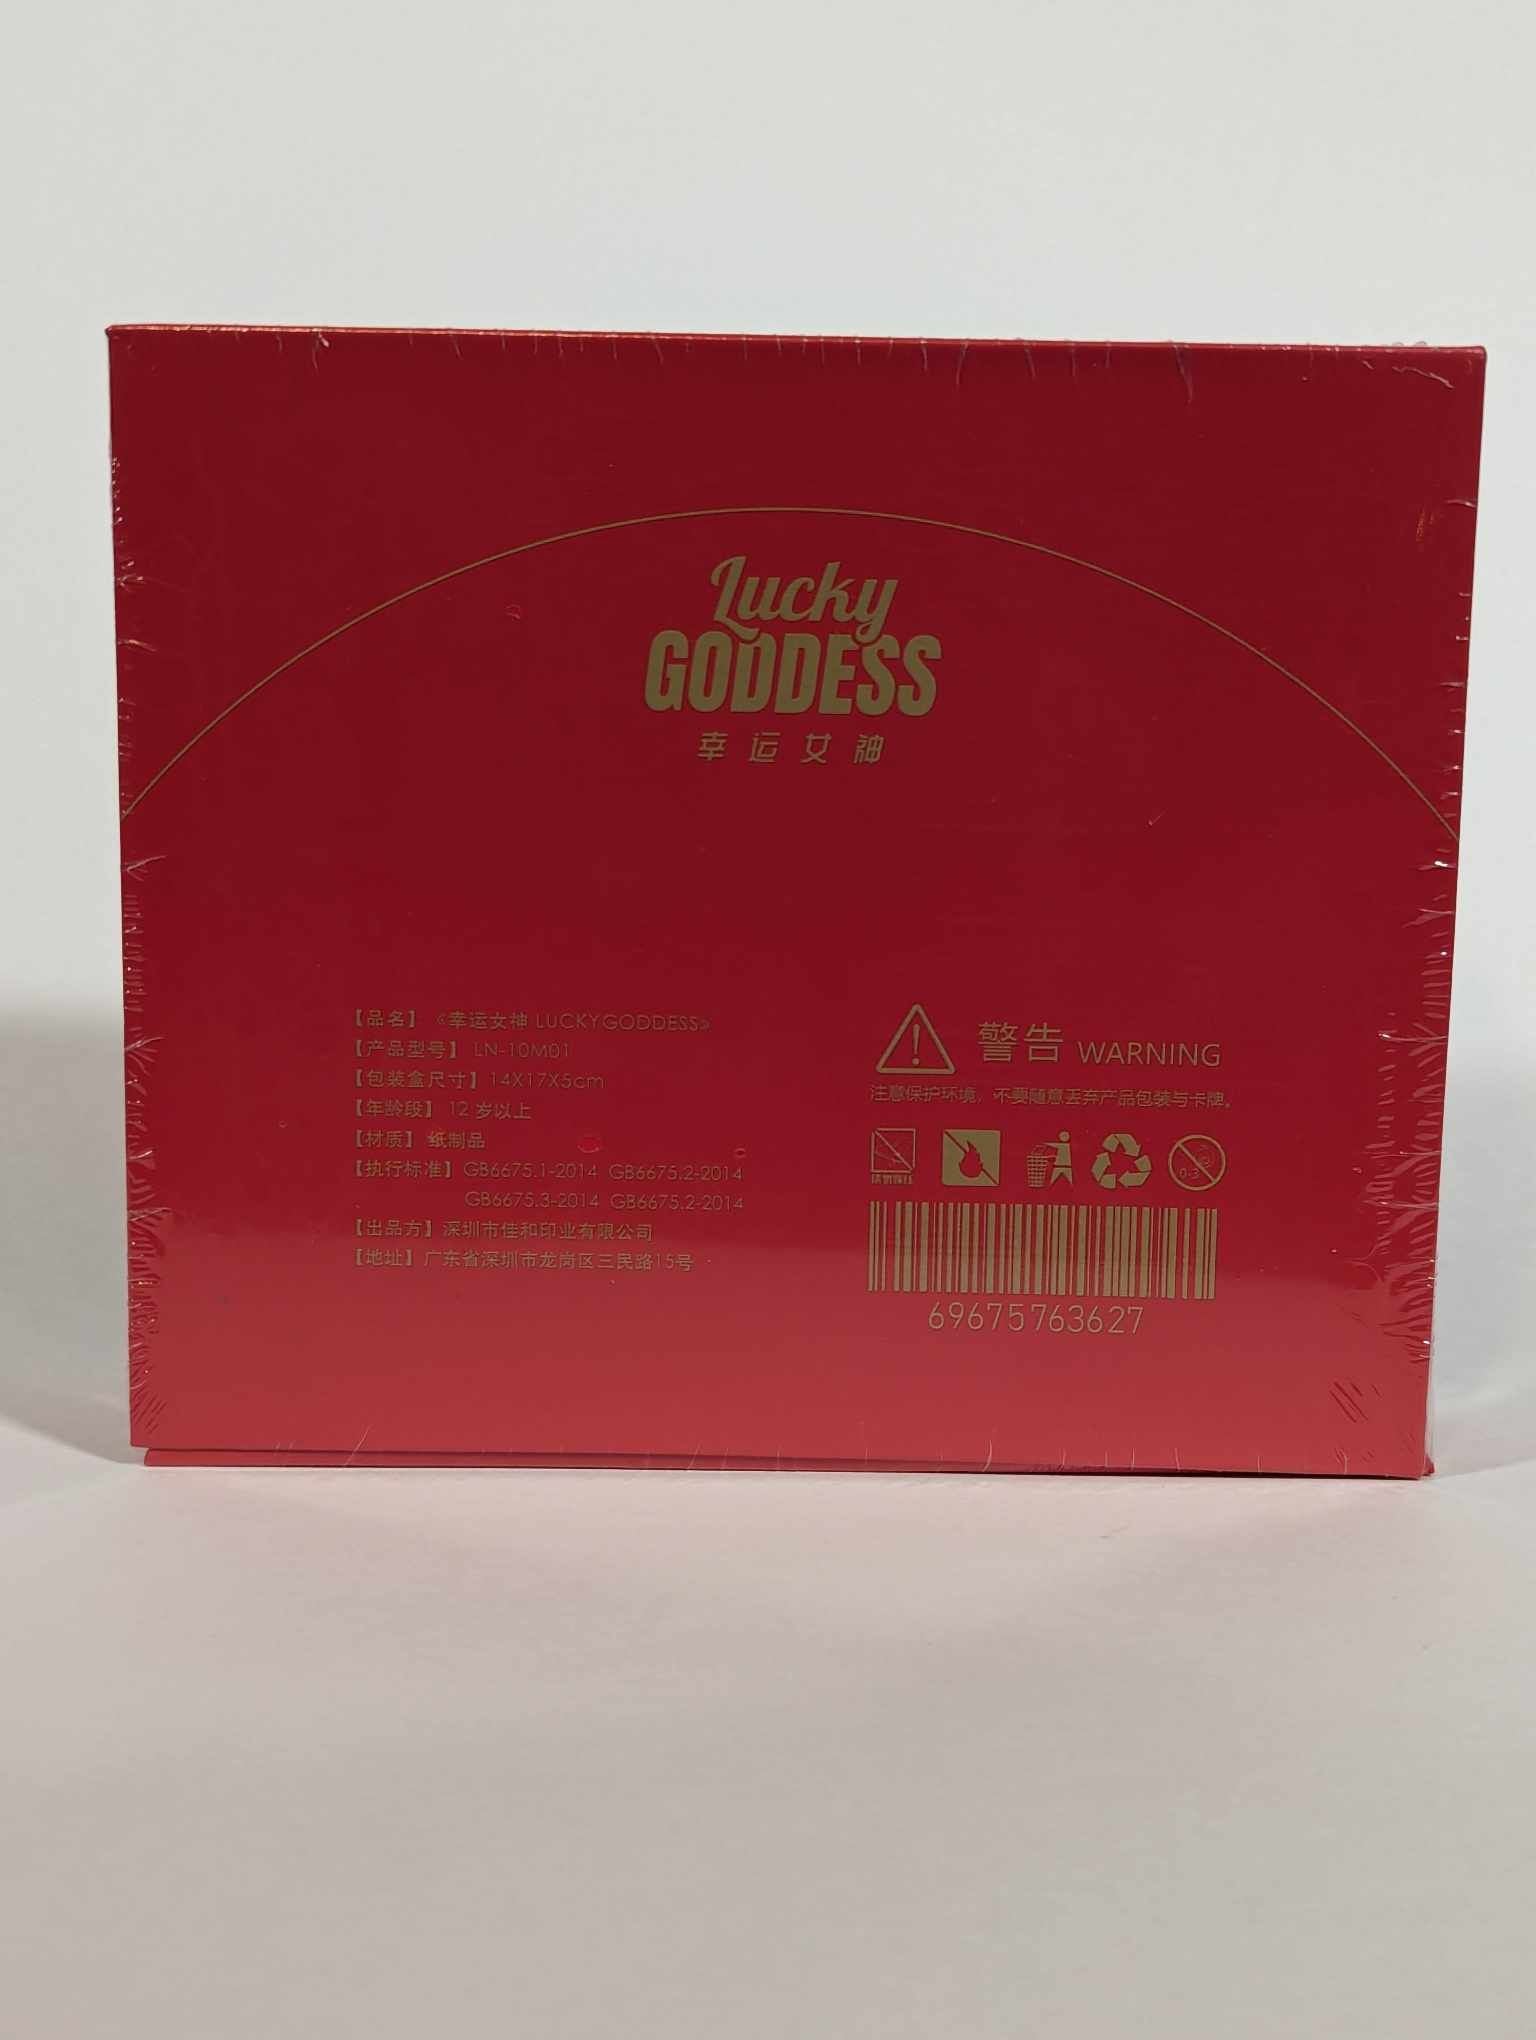 Lucky
GODDESS
幸运女神
【品名】《幸运女神 LUCKYGODDESS》
【产品型号】 LN-10M01
【包装盒尺寸】14X17X5cm
【年龄段】 12 岁以上
【材质】 纸制品
【执行标准】GB6675.1-2014 GB6675.2-2014
GB6675.3-2014 GB6675.2-2014
【出品方】深圳市佳和印业有限公司
【地址】广东省深圳市龙岗区三民路15号
警告 WARNING
注意保护环境，不要随意丢弃产品包装与卡牌。
0-3
69675763627